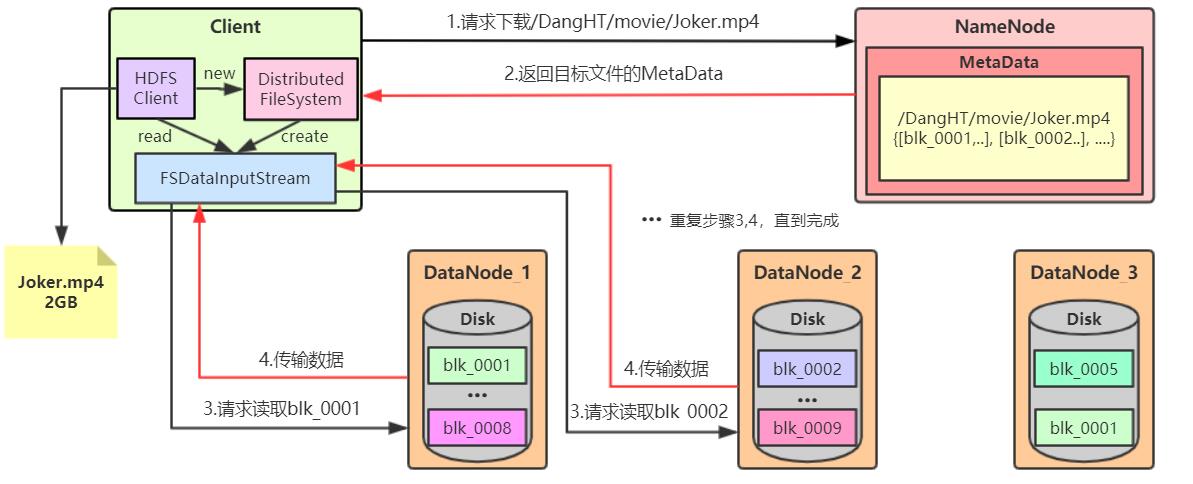 Client
HDFS
Client
new
Distributed
FileSystem
read
create
FSDataInputStream
1.请求下载/DangHT/movie/Joker.mp4
2.返回目标文件的MetaData
NameNode
MetaData
/DangHT/movie/Joker.mp4
{[blk_0001,..], [blk_0002..], ....}
••• 重复步骤3,4，直到完成
Joker.mp4
2GB
4.传输数据
3.请求读取blk_0001
DataNode_1
Disk
blk_0001
•••
blk_0008
4.传输数据
3.请求读取blk_0002
DataNode_2
Disk
blk_0002
•••
blk_0009
DataNode_3
Disk
blk_0005
blk_0001